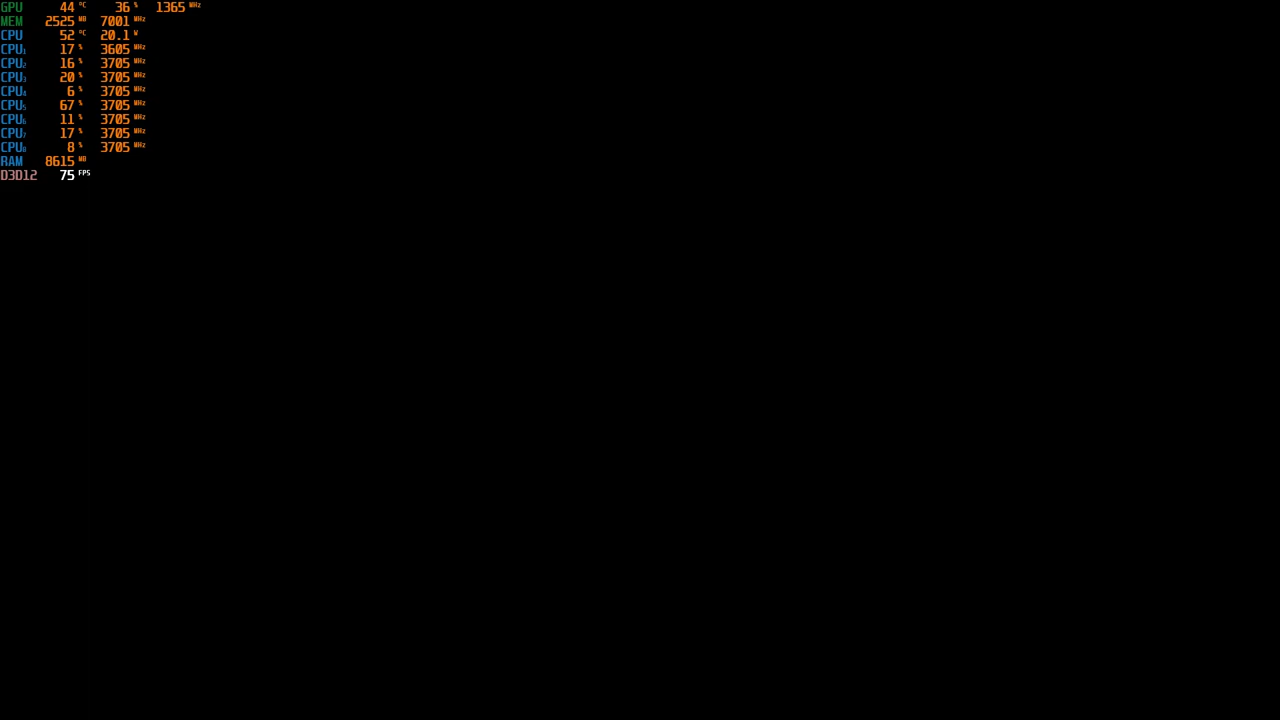 GPU 44 °C 36 % 1365 MHz
MEM 2525 MB 7001 MHz
CPU 52 °C 20.1 W
CPU1 17 % 3605 MHz
CPU2 16 % 3705 MHz
CPU3 20 % 3705 MHz
CPU4 6 % 3705 MHz
CPU5 67 % 3705 MHz
CPU6 11 % 3705 MHz
CPU7 17 % 3705 MHz
CPU8 8 % 3705 MHz
RAM 8615 MB
D3D12 75 FPS